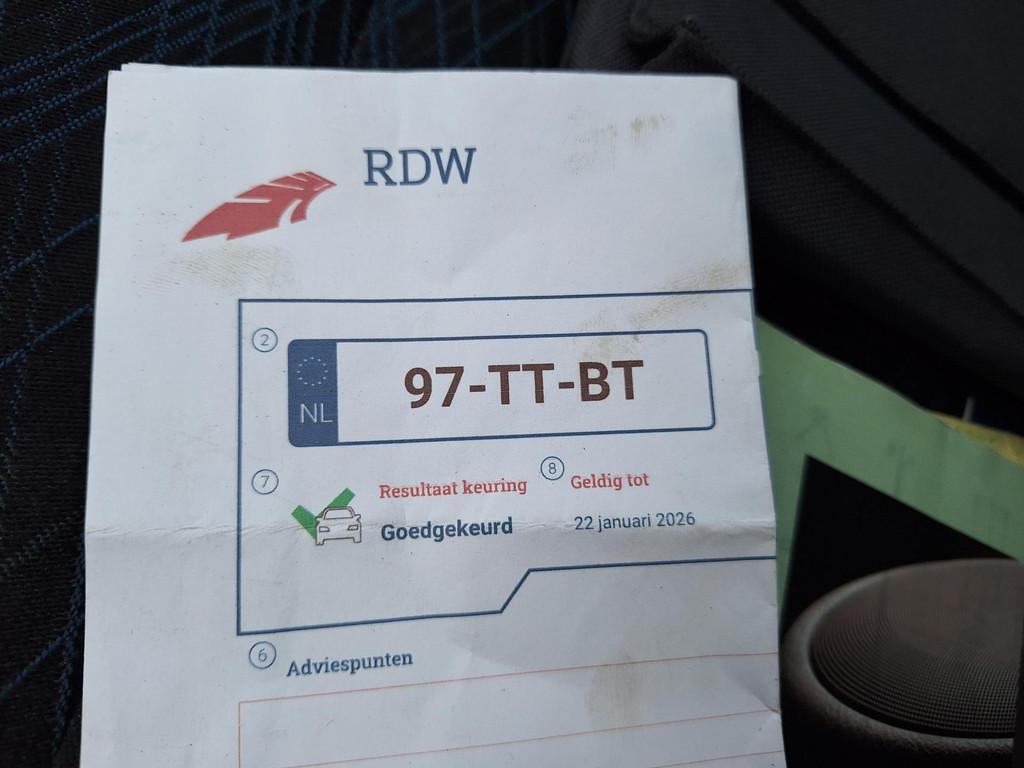 RDW
2
NL
97-TT-BT
7
Resultaat keuring
8
Geldig tot
Goedgekeurd
22 januari 2026
6
Adviespunten